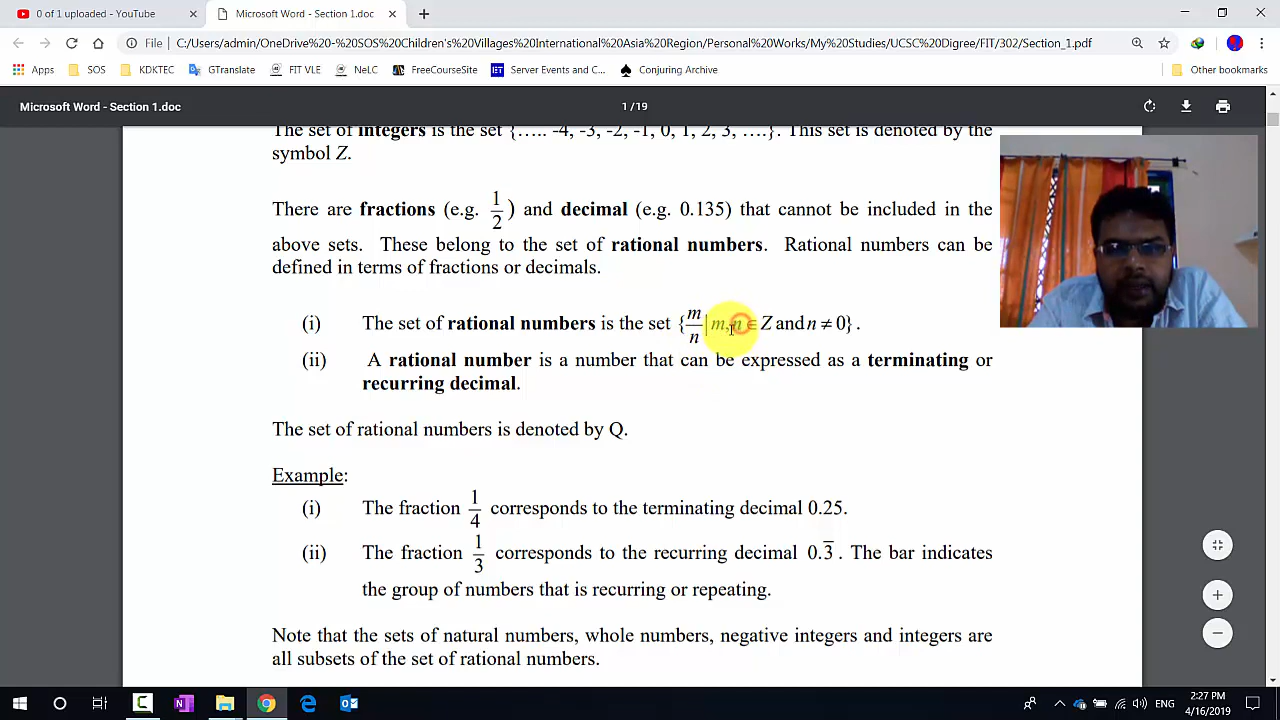 0 of 1 uploaded - YouTube
Microsoft Word - Section 1.doc
File
C:/Users/admin/OneDrive%20-%20SOS%20Children's%20Villages%20International%20Asia%20Region/Personal%20Works/My%20Studies/UCSC%20Degree/FIT/302/Section_1.pdf
Apps SOS KDKTEC GTranslate FIT VLE NeLC FreeCourseSite Server Events and C... Conjuring Archive Other bookmarks
Microsoft Word - Section 1.doc 1 / 19
The set of integers is the set {….. -4, -3, -2, -1, 0, 1, 2, 3, ….}. This set is denoted by the
symbol Z.
There are fractions (e.g. 1/2) and decimal (e.g. 0.135) that cannot be included in the
above sets. These belong to the set of rational numbers. Rational numbers can be
defined in terms of fractions or decimals.
(i) The set of rational numbers is the set {m/n | m, n ∈ Z and n ≠ 0} .
(ii) A rational number is a number that can be expressed as a terminating or
recurring decimal.
The set of rational numbers is denoted by Q.
Example:
(i) The fraction 1/4 corresponds to the terminating decimal 0.25.
(ii) The fraction 1/3 corresponds to the recurring decimal 0.3̅ . The bar indicates
the group of numbers that is recurring or repeating.
Note that the sets of natural numbers, whole numbers, negative integers and integers are
all subsets of the set of rational numbers.
ENG
2:27 PM
4/16/2019